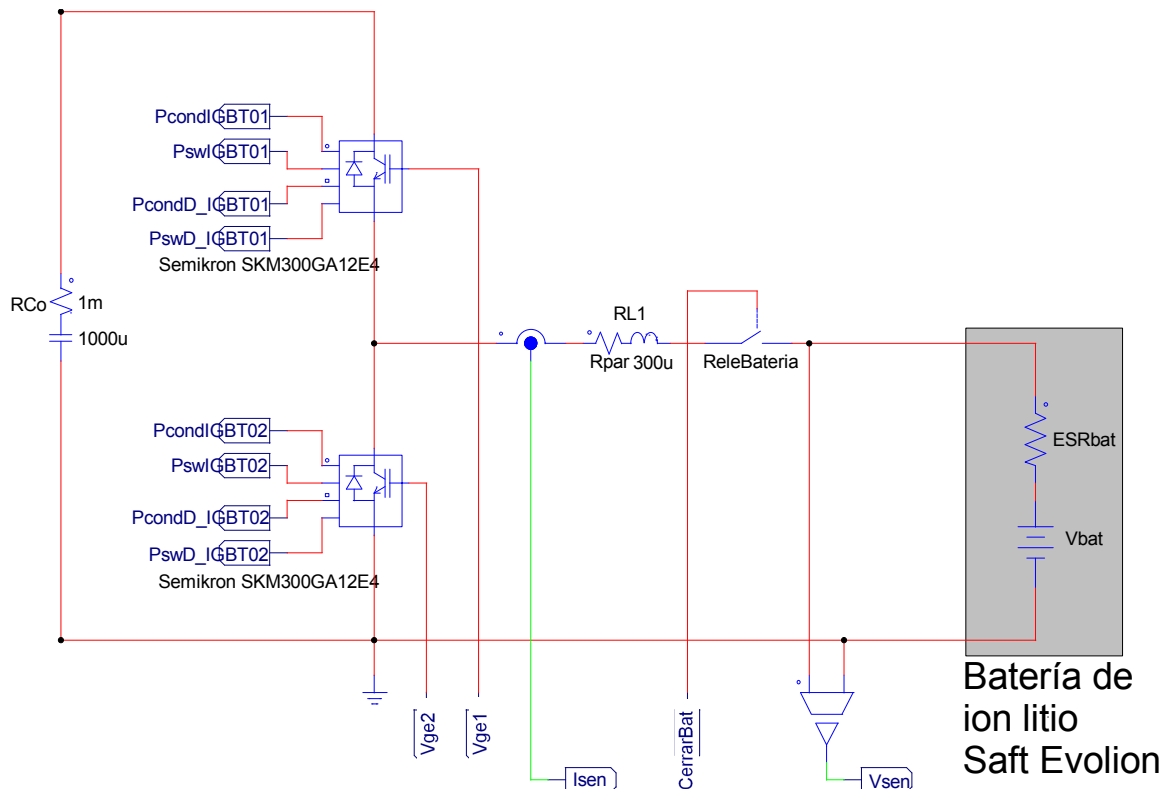 PcondIGBT01
PswIGBT01
PcondD_IGBT01
PswD_IGBT01
Semikron SKM300GA12E4
RCo
1m
1000u
RL1
Rpar
300u
ReleBateria
PcondIGBT02
PswIGBT02
PcondD_IGBT02
PswD_IGBT02
Semikron SKM300GA12E4
ESRbat
Vbat
Vge2
Vge1
CerrarBat
Isen
Vsen
Batería de
ion litio
Saft Evolion